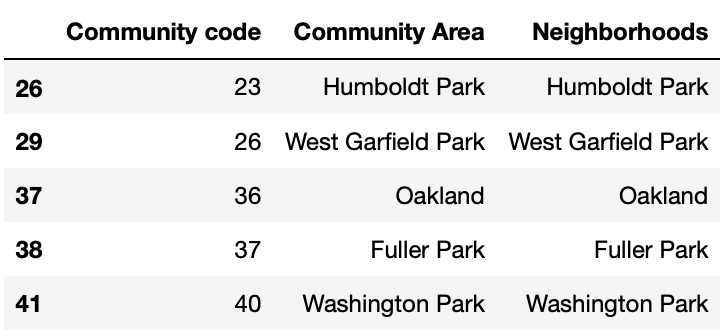 Community code Community Area Neighborhoods
26 23 Humboldt Park Humboldt Park
29 26 West Garfield Park West Garfield Park
37 36 Oakland Oakland
38 37 Fuller Park Fuller Park
41 40 Washington Park Washington Park